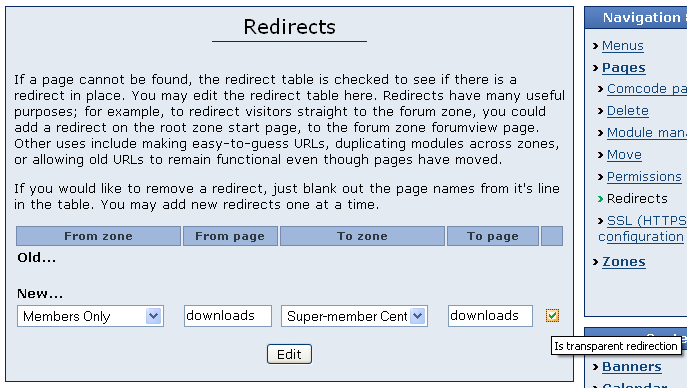 Redirects
If a page cannot be found, the redirect table is checked to see if there is a
redirect in place. You may edit the redirect table here. Redirects have many useful
purposes; for example, to redirect visitors straight to the forum zone, you could
add a redirect on the root zone start page, to the forum zone forumview page.
Other uses include making easy-to-guess URLs, duplicating modules across zones,
or allowing old URLs to remain functional even though pages have moved.
If you would like to remove a redirect, just blank out the page names from it's line
in the table. You may add new redirects one at a time.
From zone From page To zone To page
Old...
New...
Members Only downloads Super-member Cent downloads
Is transparent redirection
Edit
Navigation
Menus
Pages
Comcode pa
Delete
Module man
Move
Permissions
Redirects
SSL (HTTPS
configuration
Zones
Banners
Calendar